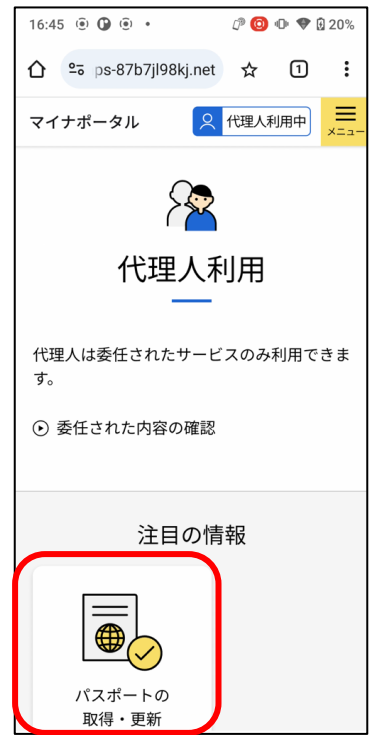 16:45 20%
ps-87b7jl98kj.net 1
マイナポータル 代理人利用中 メニュー
代理人利用
代理人は委任されたサービスのみ利用できま
す。
委任された内容の確認
注目の情報
パスポートの
取得・更新